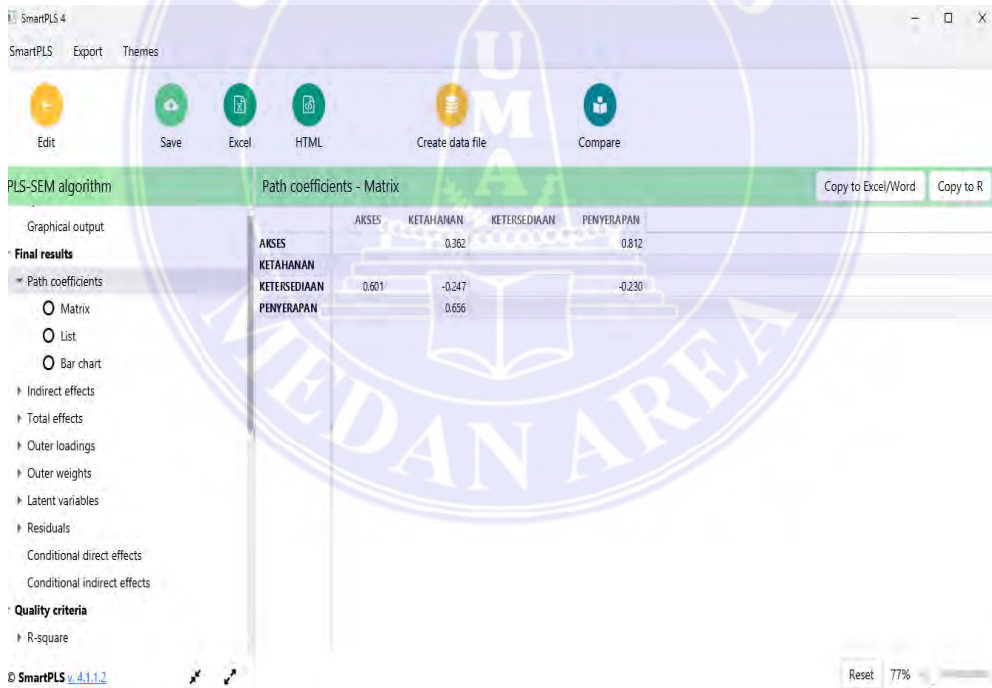 SmartPLS 4
SmartPLS Export Themes
Edit Save Excel HTML Create data file Compare
PLS-SEM algorithm
Path coefficients - Matrix
Copy to Excel/Word Copy to R
Graphical output
Final results
Path coefficients
Matrix
List
Bar chart
Indirect effects
Total effects
Outer loadings
Outer weights
Latent variables
Residuals
Conditional direct effects
Conditional indirect effects
Quality criteria
R-square
AKSES KETAHANAN KETERSEDIAAN PENYERAPAN
AKSES 0.362 0.812
KETAHANAN
KETERSEDIAAN 0.601 -0.247 -0.230
PENYERAPAN 0.656
© SmartPLS v. 4.1.1.2
Reset 77%
UMA
MEDAN AREA